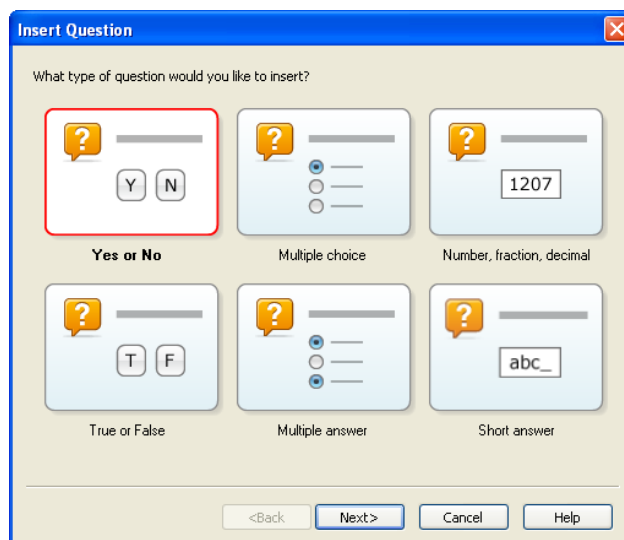 Insert Question
What type of question would you like to insert?
? ? ?
Y N 1207
Yes or No Multiple choice Number, fraction, decimal
? ? ?
T F abc_
True or False Multiple answer Short answer
<Back Next> Cancel Help